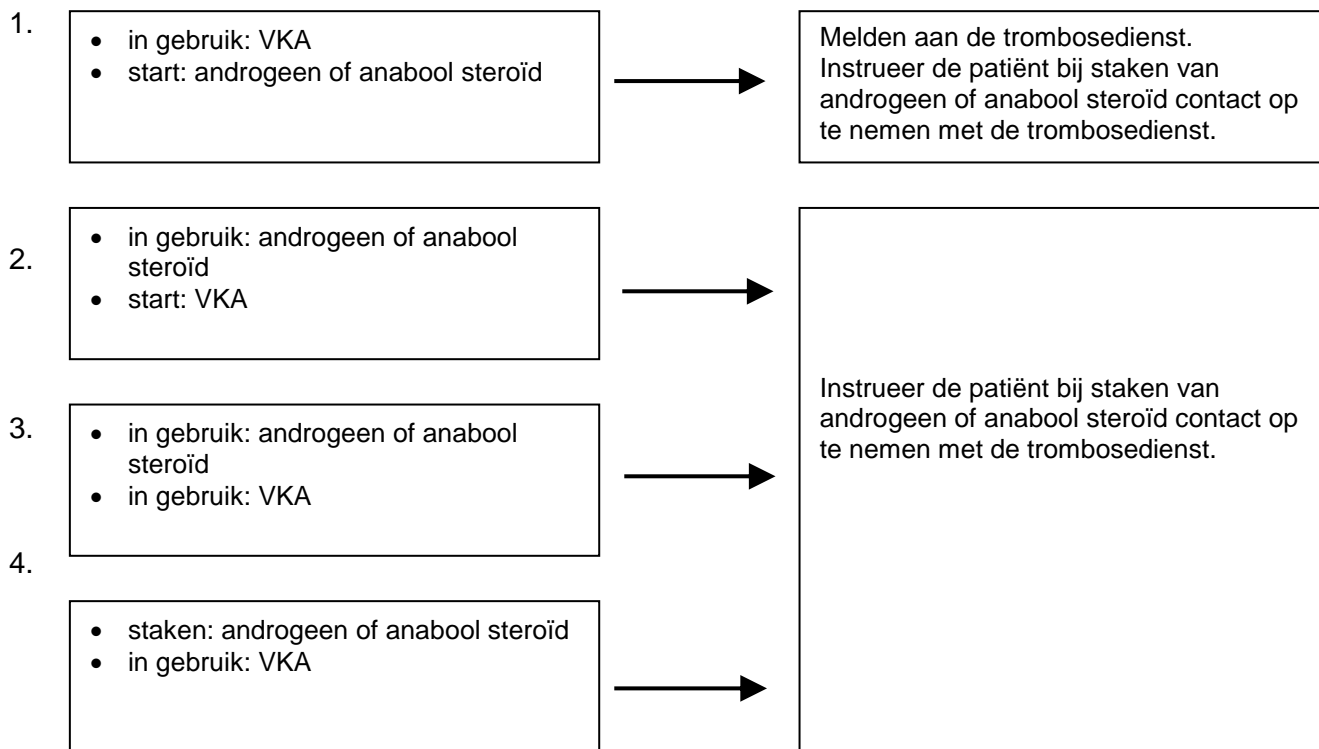 1.
• in gebruik: VKA
• start: androgeen of anabool steroïd
Melden aan de trombosedienst.
Instrueer de patiënt bij staken van
androgeen of anabool steroïd contact op
te nemen met de trombosedienst.
2.
• in gebruik: androgeen of anabool
steroïd
• start: VKA
3.
• in gebruik: androgeen of anabool
steroïd
• in gebruik: VKA
4.
• staken: androgeen of anabool steroïd
• in gebruik: VKA
Instrueer de patiënt bij staken van
androgeen of anabool steroïd contact op
te nemen met de trombosedienst.